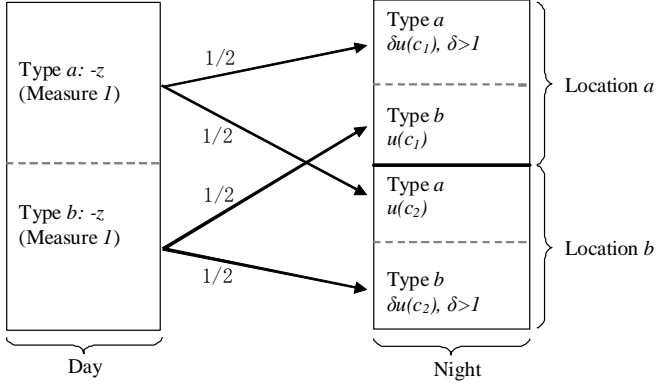 Type a: -z
(Measure 1)
Type b: -z
(Measure 1)
1/2
1/2
1/2
1/2
Type a
δu(c₁), δ>1
Type b
u(c₁)
Type a
u(c₂)
Type b
δu(c₂), δ>1
Location a
Location b
Day
Night